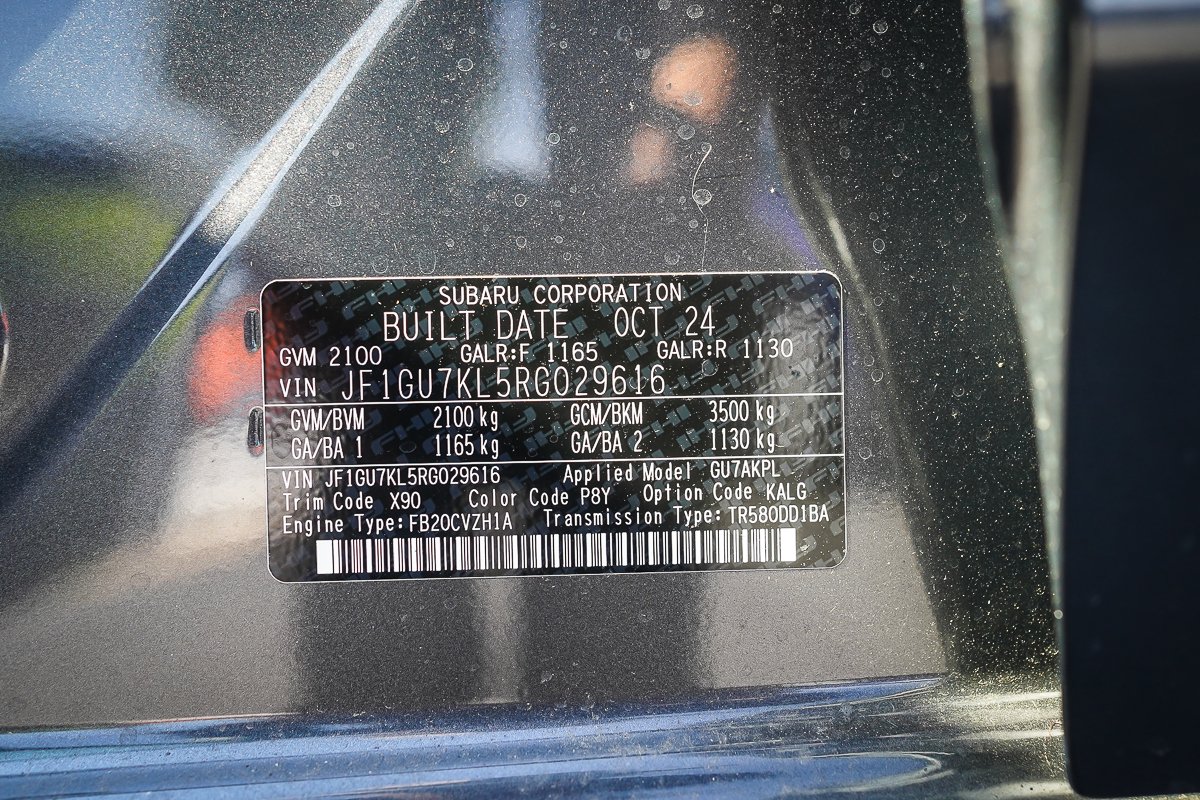 SUBARU CORPORATION
BUILT DATE OCT 24
GVM 2100 GALR:F 1165 GALR:R 1130
VIN JF1GU7KL5RG029616
GVM/BVM 2100 kg GCM/BKM 3500 kg
GA/BA 1 1165 kg GA/BA 2 1130 kg
VIN JF1GU7KL5RG029616 Applied Model GU7AKPL
Trim Code X90 Color Code P8Y Option Code KALG
Engine Type: FB20CVZH1A Transmission Type: TR580DD1BA